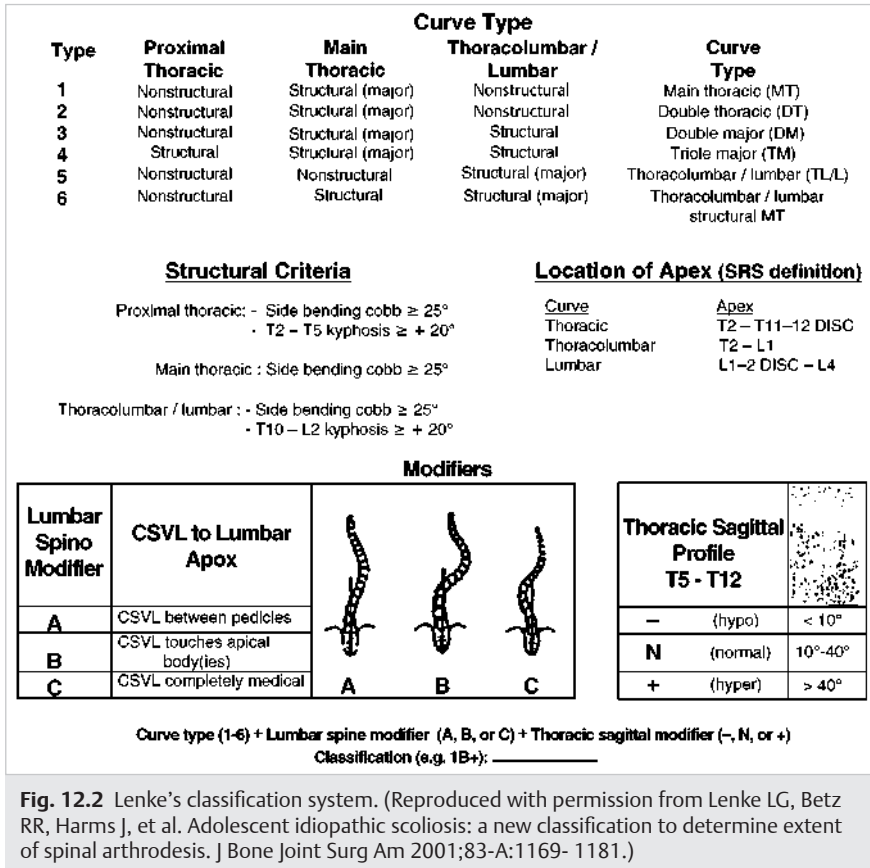 Curve Type
Type Proximal Thoracic Main Thoracic Thoracolumbar / Lumbar Curve Type
1 Nonstructural Structural (major) Nonstructural Main thoracic (MT)
2 Nonstructural Structural (major) Nonstructural Double thoracic (DT)
3 Nonstructural Structural (major) Structural Double major (DM)
4 Structural Structural (major) Structural Triole major (TM)
5 Nonstructural Nonstructural Structural (major) Thoracolumbar / lumbar (TL/L)
6 Nonstructural Structural Structural (major) Thoracolumbar / lumbar
structural MT
Structural Criteria
Proximal thoracic: - Side bending cobb ≥ 25°
- T2 – T5 kyphosis ≥ + 20°
Main thoracic : Side bending cobb ≥ 25°
Thoracolumbar / lumbar : - Side bending cobb ≥ 25°
- T10 – L2 kyphosis ≥ + 20°
Location of Apex (SRS definition)
Curve Apex
Thoracic T2 – T11–12 DISC
Thoracolumbar T2 – L1
Lumbar L1–2 DISC – L4
Modifiers
Lumbar
Spino
Modifier
CSVL to Lumbar
Apox
A CSVL between pedicles
B CSVL touches apical
body(ies)
C CSVL completely medical
A B C
Thoracic Sagittal
Profile
T5 - T12
– (hypo) < 10°
N (normal) 10°-40°
+ (hyper) > 40°
Curve type (1-6) + Lumbar spine modifier (A, B, or C) + Thoracic sagittal modifier (–, N, or +)
Classification (e.g. 1B+):
Fig. 12.2 Lenke’s classification system. (Reproduced with permission from Lenke LG, Betz
RR, Harms J, et al. Adolescent idiopathic scoliosis: a new classification to determine extent
of spinal arthrodesis. J Bone Joint Surg Am 2001;83-A:1169- 1181.)